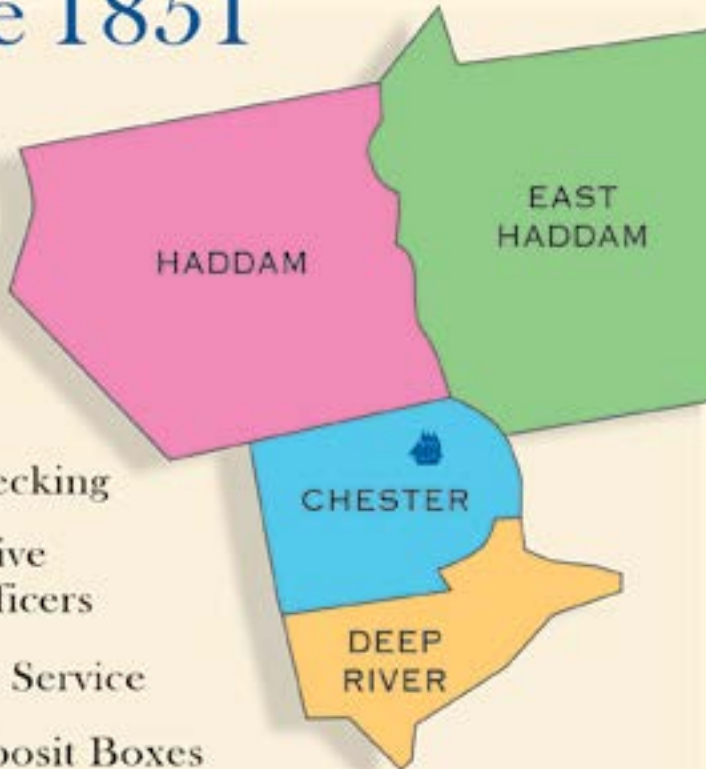 e 1851
HADDAM
EAST
HADDAM
CHESTER
DEEP
RIVER
ecking
ive
ficers
Service
posit Boxes